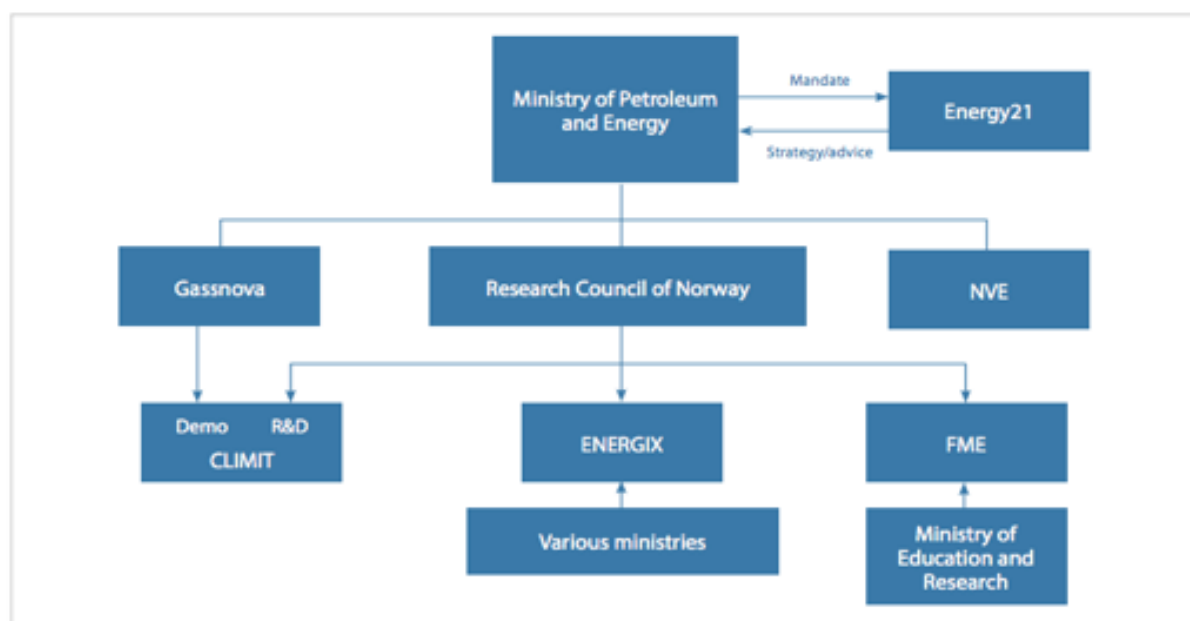 Ministry of Petroleum
and Energy
Mandate
Energy21
Strategy/advice
Gassnova
Research Council of Norway
NVE
Demo R&D
CLIMIT
ENERGIX
FME
Various ministries
Ministry of
Education and
Research